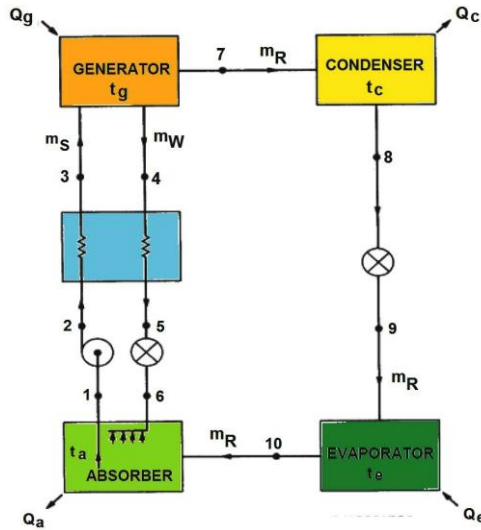 Qg
Qc
GENERATOR
tg
7
mR
CONDENSER
tc
mS
mW
3
4
8
2
5
9
1
6
mR
ta
ABSORBER
mR
10
EVAPORATOR
te
Qa
Qe